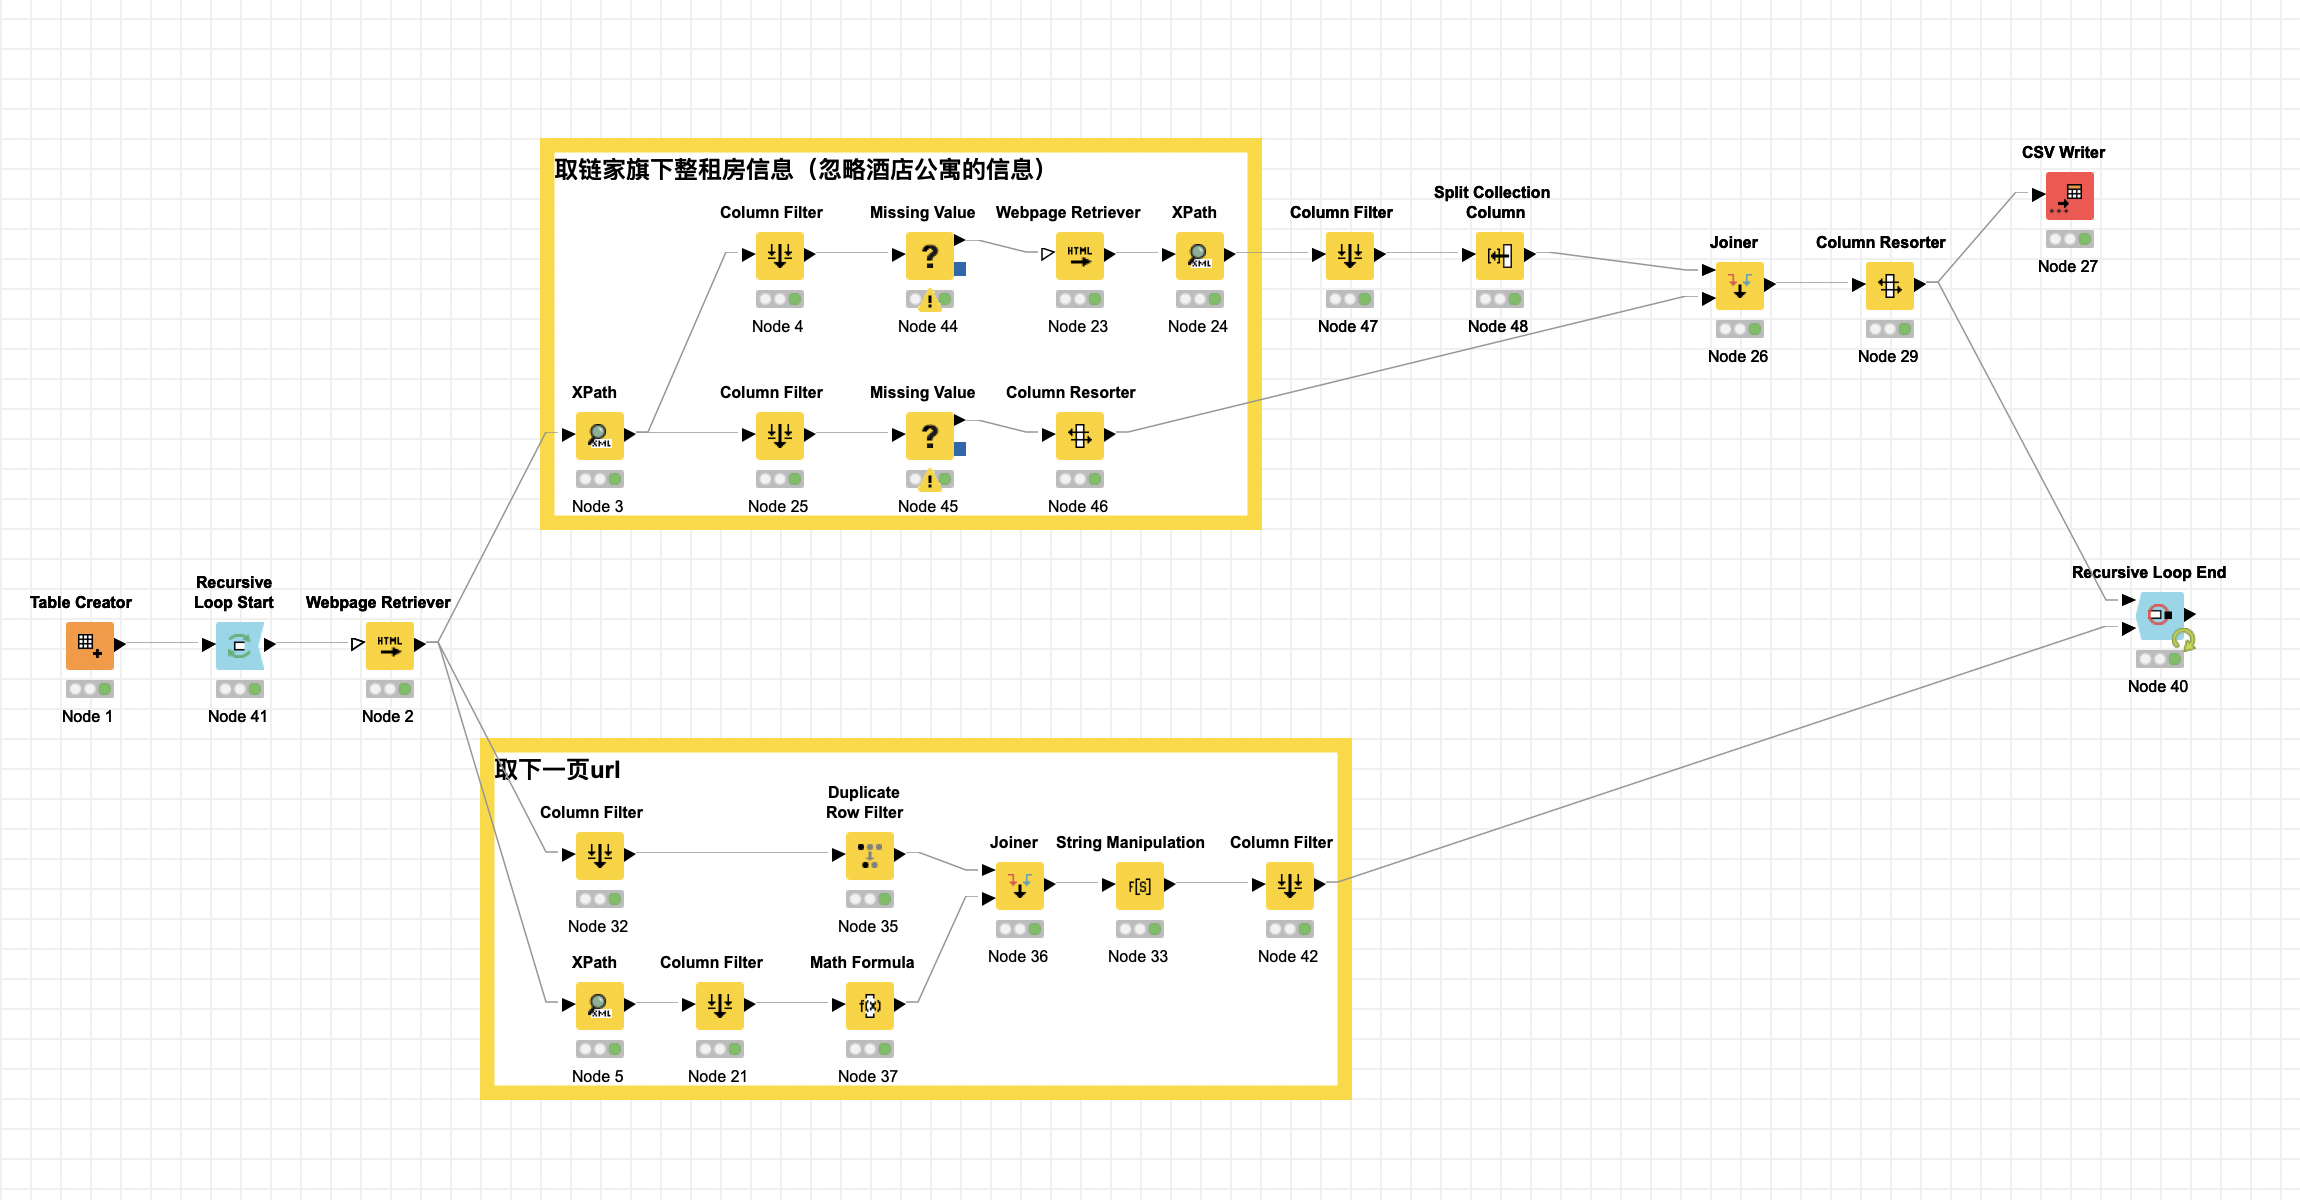 取链家旗下整租房信息（忽略酒店公寓的信息）
Column Filter
Missing Value
Webpage Retriever
XPath
Column Filter
Split Collection
Column
Joiner
Column Resorter
CSV Writer
HTML
XML
Node 4
Node 44
Node 23
Node 24
Node 47
Node 48
Node 26
Node 29
Node 27
XPath
Column Filter
Missing Value
Column Resorter
XML
Node 3
Node 25
Node 45
Node 46
Table Creator
Recursive
Loop Start
Webpage Retriever
Recursive Loop End
HTML
Node 1
Node 41
Node 2
Node 40
取下一页url
Column Filter
Duplicate
Row Filter
Joiner
String Manipulation
Column Filter
F[S]
Node 32
Node 35
Node 36
Node 33
Node 42
XPath
Column Filter
Math Formula
XML
f(x)
Node 5
Node 21
Node 37